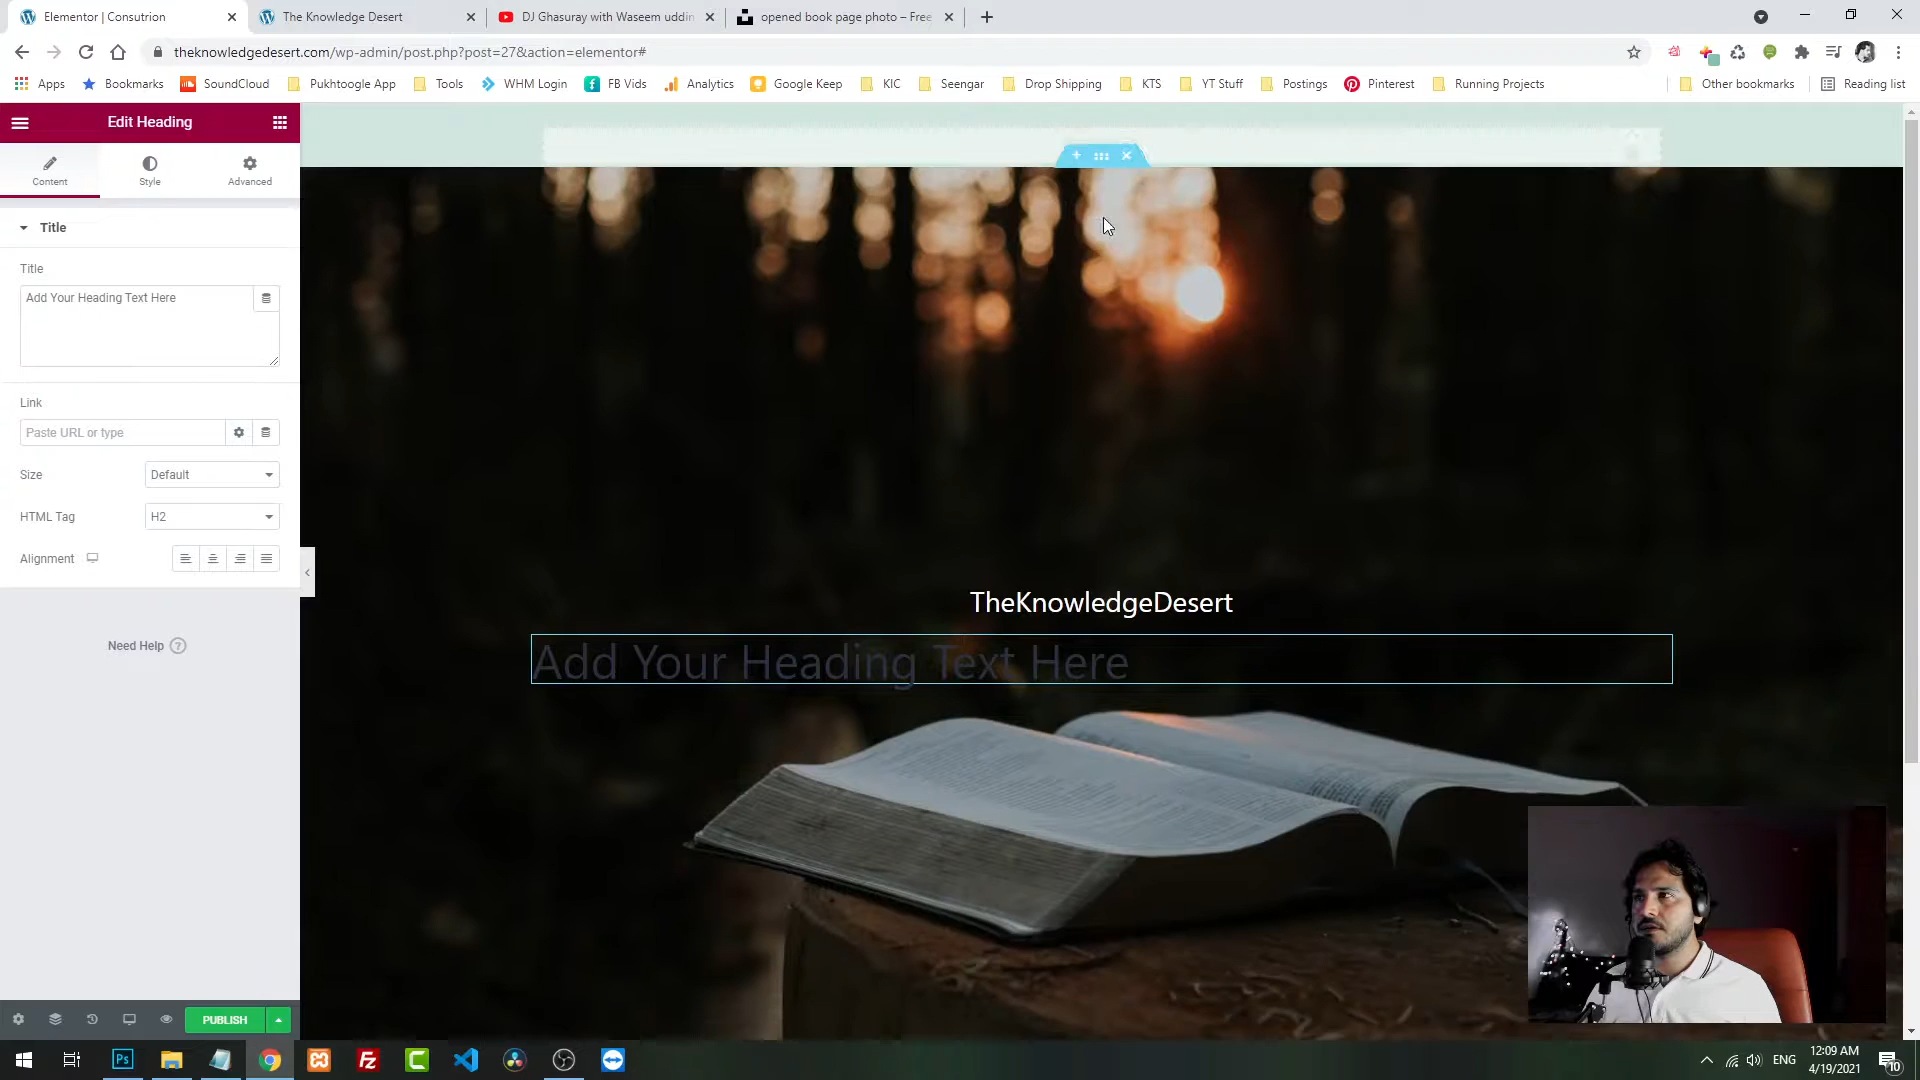 Elementor | Consutrion
The Knowledge Desert
DJ Ghasuray with Waseem uddin
opened book page photo – Free
theknowledgedesert.com/wp-admin/post.php?post=27&action=elementor#
Apps
Bookmarks
SoundCloud
Pukhtoogle App
Tools
WHM Login
FB Vids
Analytics
Google Keep
KIC
Seengar
Drop Shipping
KTS
YT Stuff
Postings
Pinterest
Running Projects
Other bookmarks
Reading list
Edit Heading
Content
Style
Advanced
Title
Title
Add Your Heading Text Here
Link
Paste URL or type
Size
Default
HTML Tag
H2
Alignment
Need Help ?
PUBLISH
TheKnowledgeDesert
Add Your Heading Text Here
Ps
Fz
C
ENG
12:09 AM
4/19/2021
10